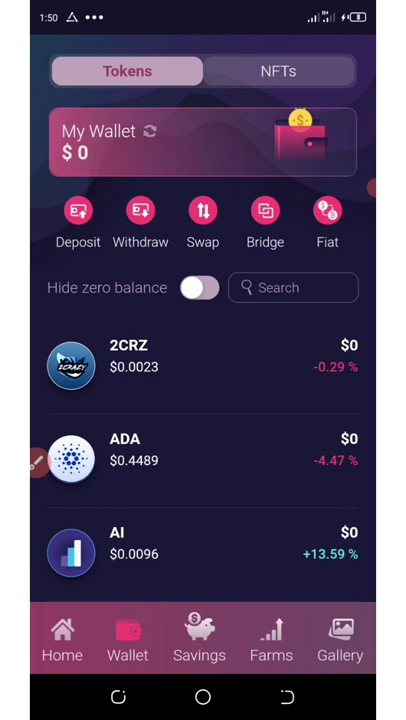 1:50
8
Tokens NFTs
My Wallet
$ 0
Deposit Withdraw Swap Bridge Fiat
Hide zero balance Search
2CRZ $0
2CRAZY
$0.0023 -0.29 %
ADA $0
$0.4489 -4.47 %
AI $0
$0.0096 +13.59 %
Home Wallet Savings Farms Gallery